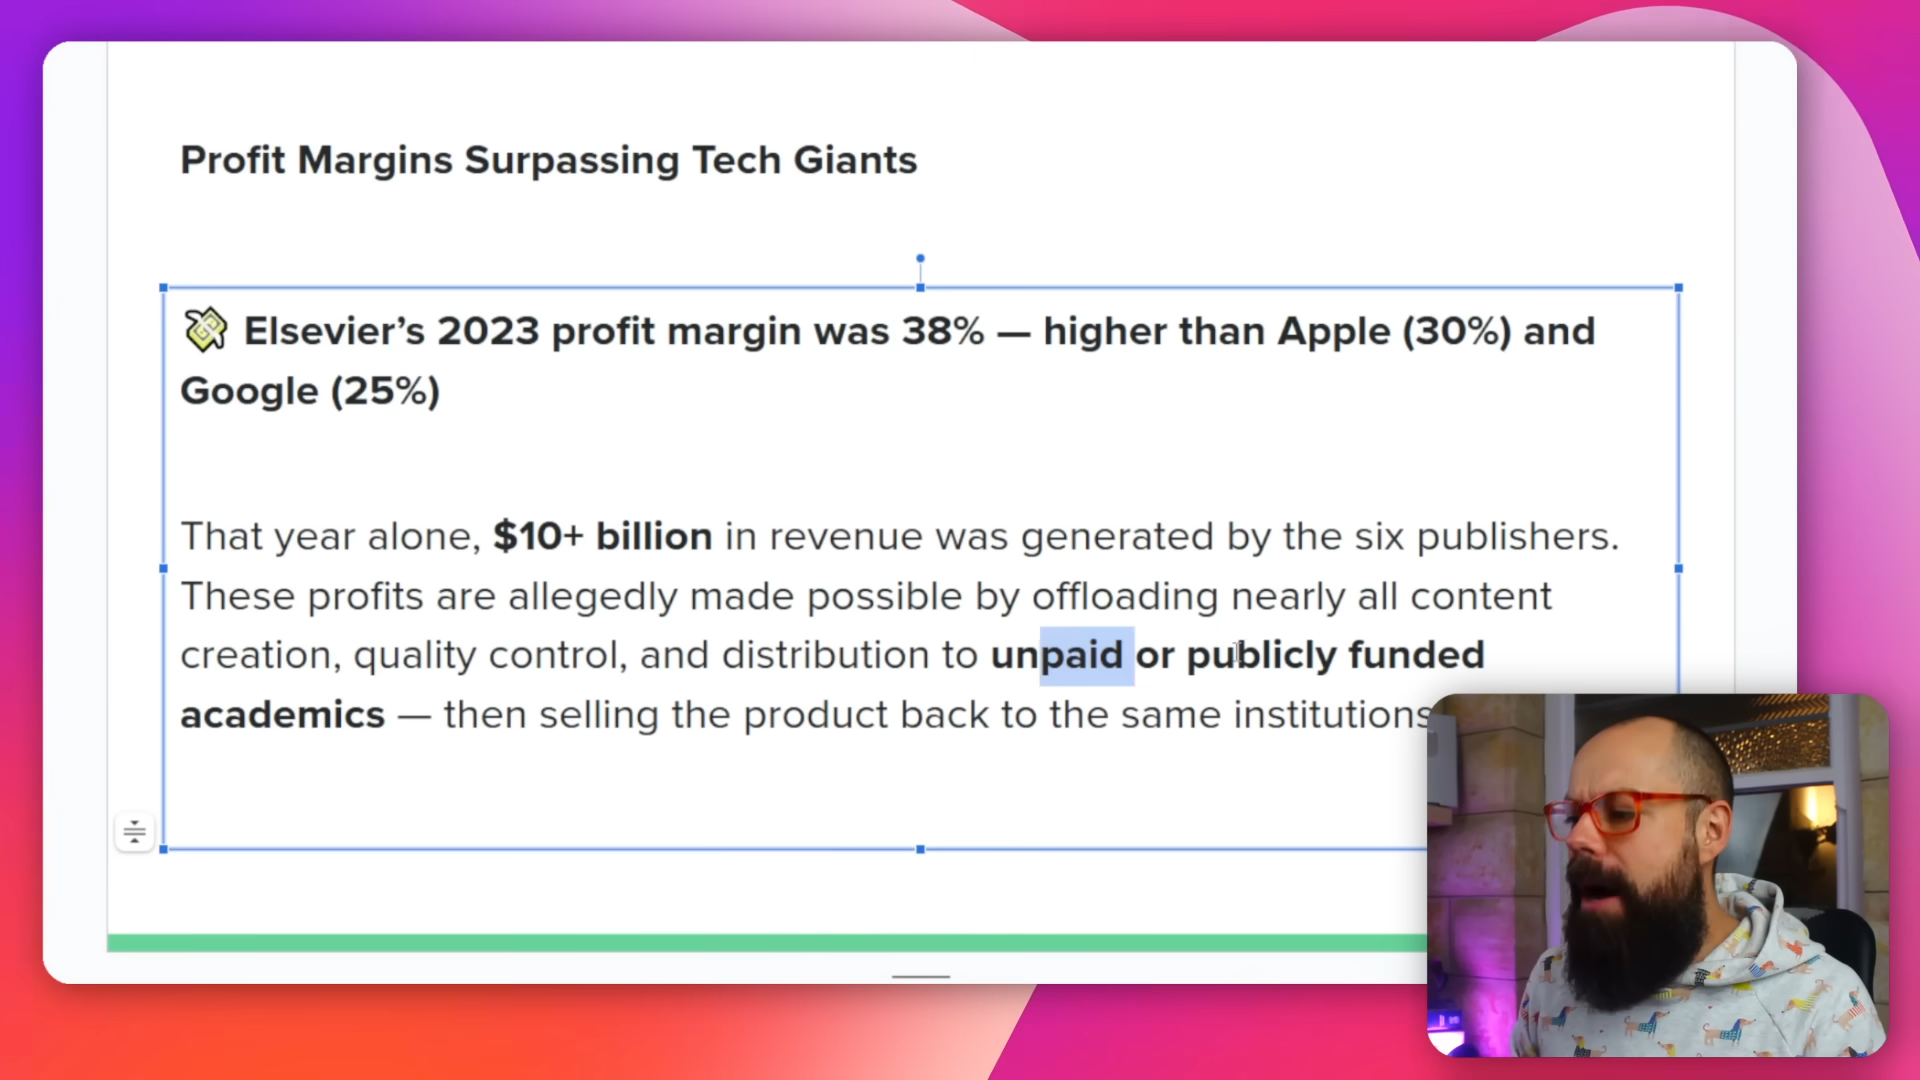 Profit Margins Surpassing Tech Giants
💸 Elsevier’s 2023 profit margin was 38% — higher than Apple (30%) and
Google (25%)
That year alone, $10+ billion in revenue was generated by the six publishers.
These profits are allegedly made possible by offloading nearly all content
creation, quality control, and distribution to unpaid or publicly funded
academics — then selling the product back to the same institutions